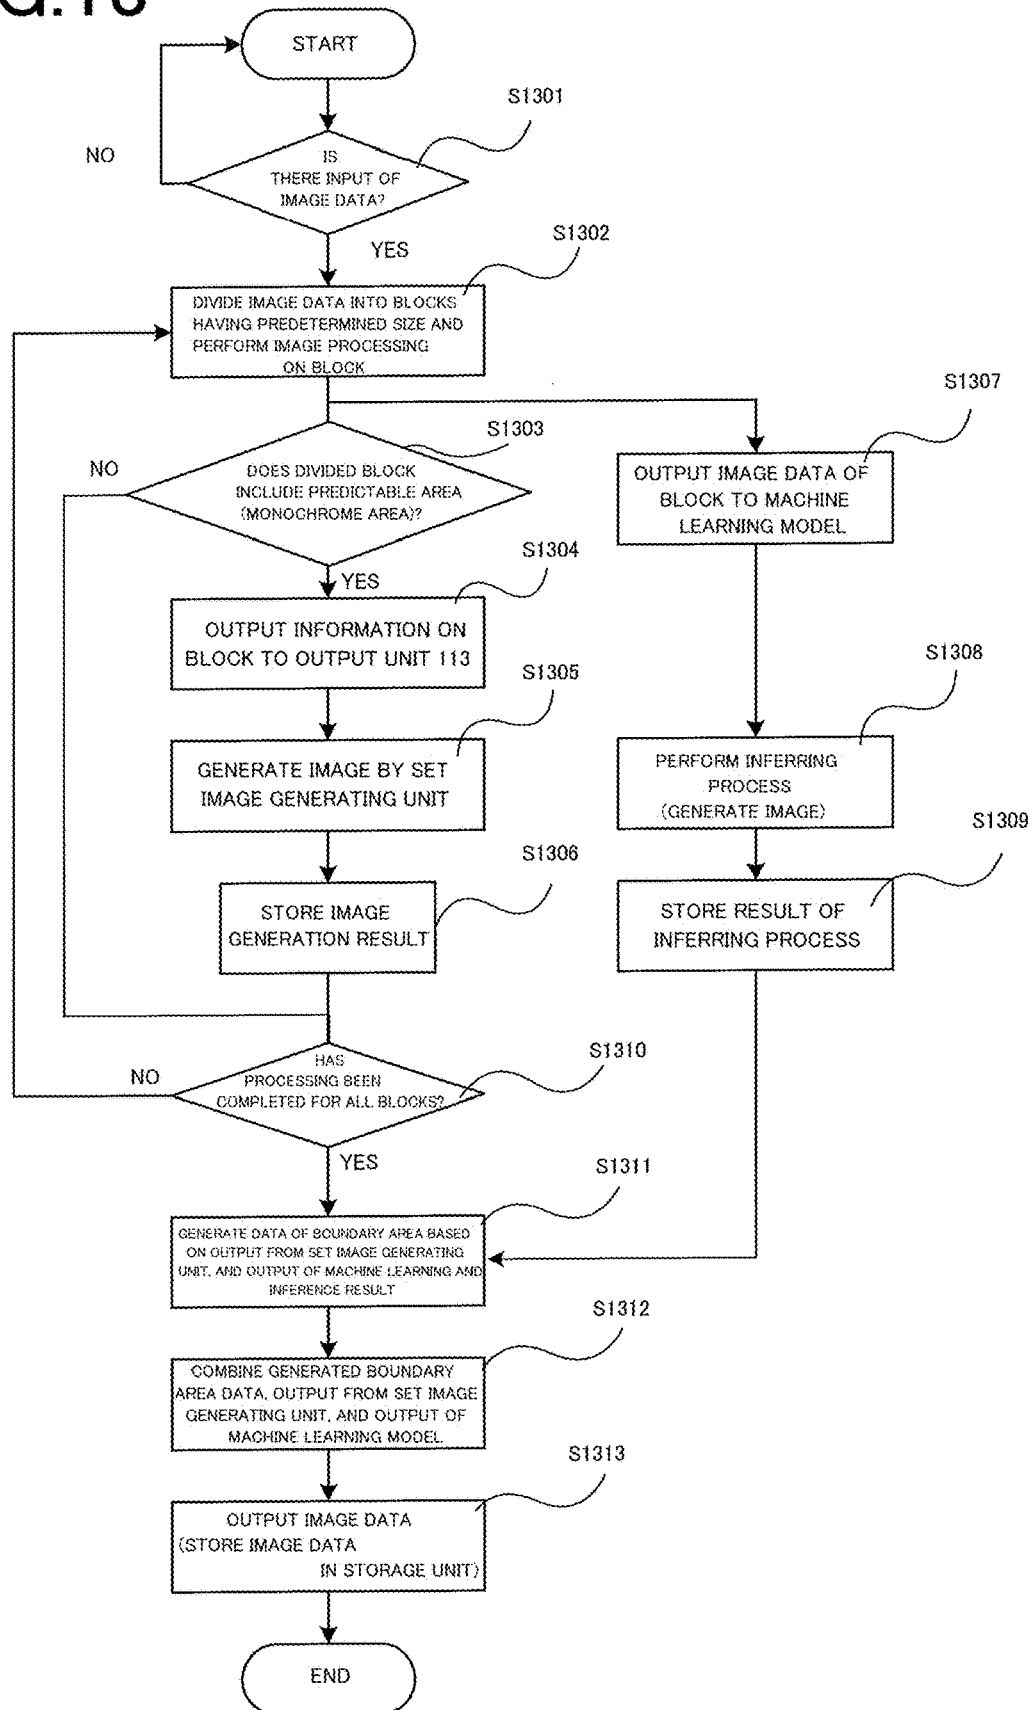 START
S1301
NO
IS
THERE INPUT OF
IMAGE DATA?
YES
S1302
DIVIDE IMAGE DATA INTO BLOCKS
HAVING PREDETERMINED SIZE AND
PERFORM IMAGE PROCESSING
ON BLOCK
S1303
NO
DOES DIVIDED BLOCK
INCLUDE PREDICTABLE AREA
(MONOCHROME AREA)?
YES
S1304
OUTPUT INFORMATION ON
BLOCK TO OUTPUT UNIT 113
S1305
GENERATE IMAGE BY SET
IMAGE GENERATING UNIT
S1306
STORE IMAGE
GENERATION RESULT
S1307
OUTPUT IMAGE DATA OF
BLOCK TO MACHINE
LEARNING MODEL
S1308
PERFORM INFERRING
PROCESS
(GENERATE IMAGE)
S1309
STORE RESULT OF
INFERRING PROCESS
S1310
NO
HAS
PROCESSING BEEN
COMPLETED FOR ALL BLOCKS?
YES
S1311
GENERATE DATA OF BOUNDARY AREA BASED
ON OUTPUT FROM SET IMAGE GENERATING
UNIT, AND OUTPUT OF MACHINE LEARNING AND
INFERENCE RESULT
S1312
COMBINE GENERATED BOUNDARY
AREA DATA, OUTPUT FROM SET IMAGE
GENERATING UNIT, AND OUTPUT OF
MACHINE LEARNING MODEL
S1313
OUTPUT IMAGE DATA
(STORE IMAGE DATA
IN STORAGE UNIT)
END